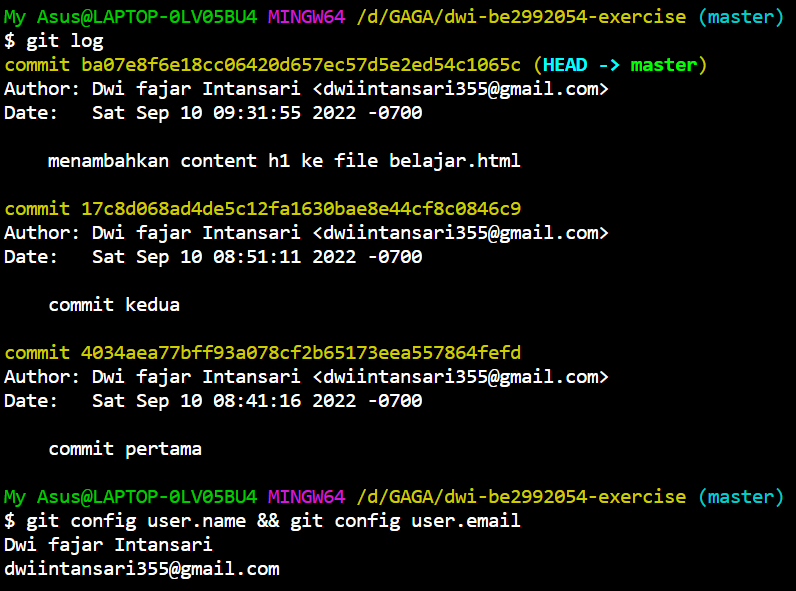 My Asus@LAPTOP-0LV05BU4 MINGW64 /d/GAGA/dwi-be2992054-exercise (master)
$ git log
commit ba07e8f6e18cc06420d657ec57d5e2ed54c1065c (HEAD -> master)
Author: Dwi fajar Intansari <dwiintansari355@gmail.com>
Date:   Sat Sep 10 09:31:55 2022 -0700
    menambahkan content h1 ke file belajar.html
commit 17c8d068ad4de5c12fa1630bae8e44cf8c0846c9
Author: Dwi fajar Intansari <dwiintansari355@gmail.com>
Date:   Sat Sep 10 08:51:11 2022 -0700
    commit kedua
commit 4034aea77bff93a078cf2b65173eea557864fefd
Author: Dwi fajar Intansari <dwiintansari355@gmail.com>
Date:   Sat Sep 10 08:41:16 2022 -0700
    commit pertama
My Asus@LAPTOP-0LV05BU4 MINGW64 /d/GAGA/dwi-be2992054-exercise (master)
$ git config user.name && git config user.email
Dwi fajar Intansari
dwiintansari355@gmail.com